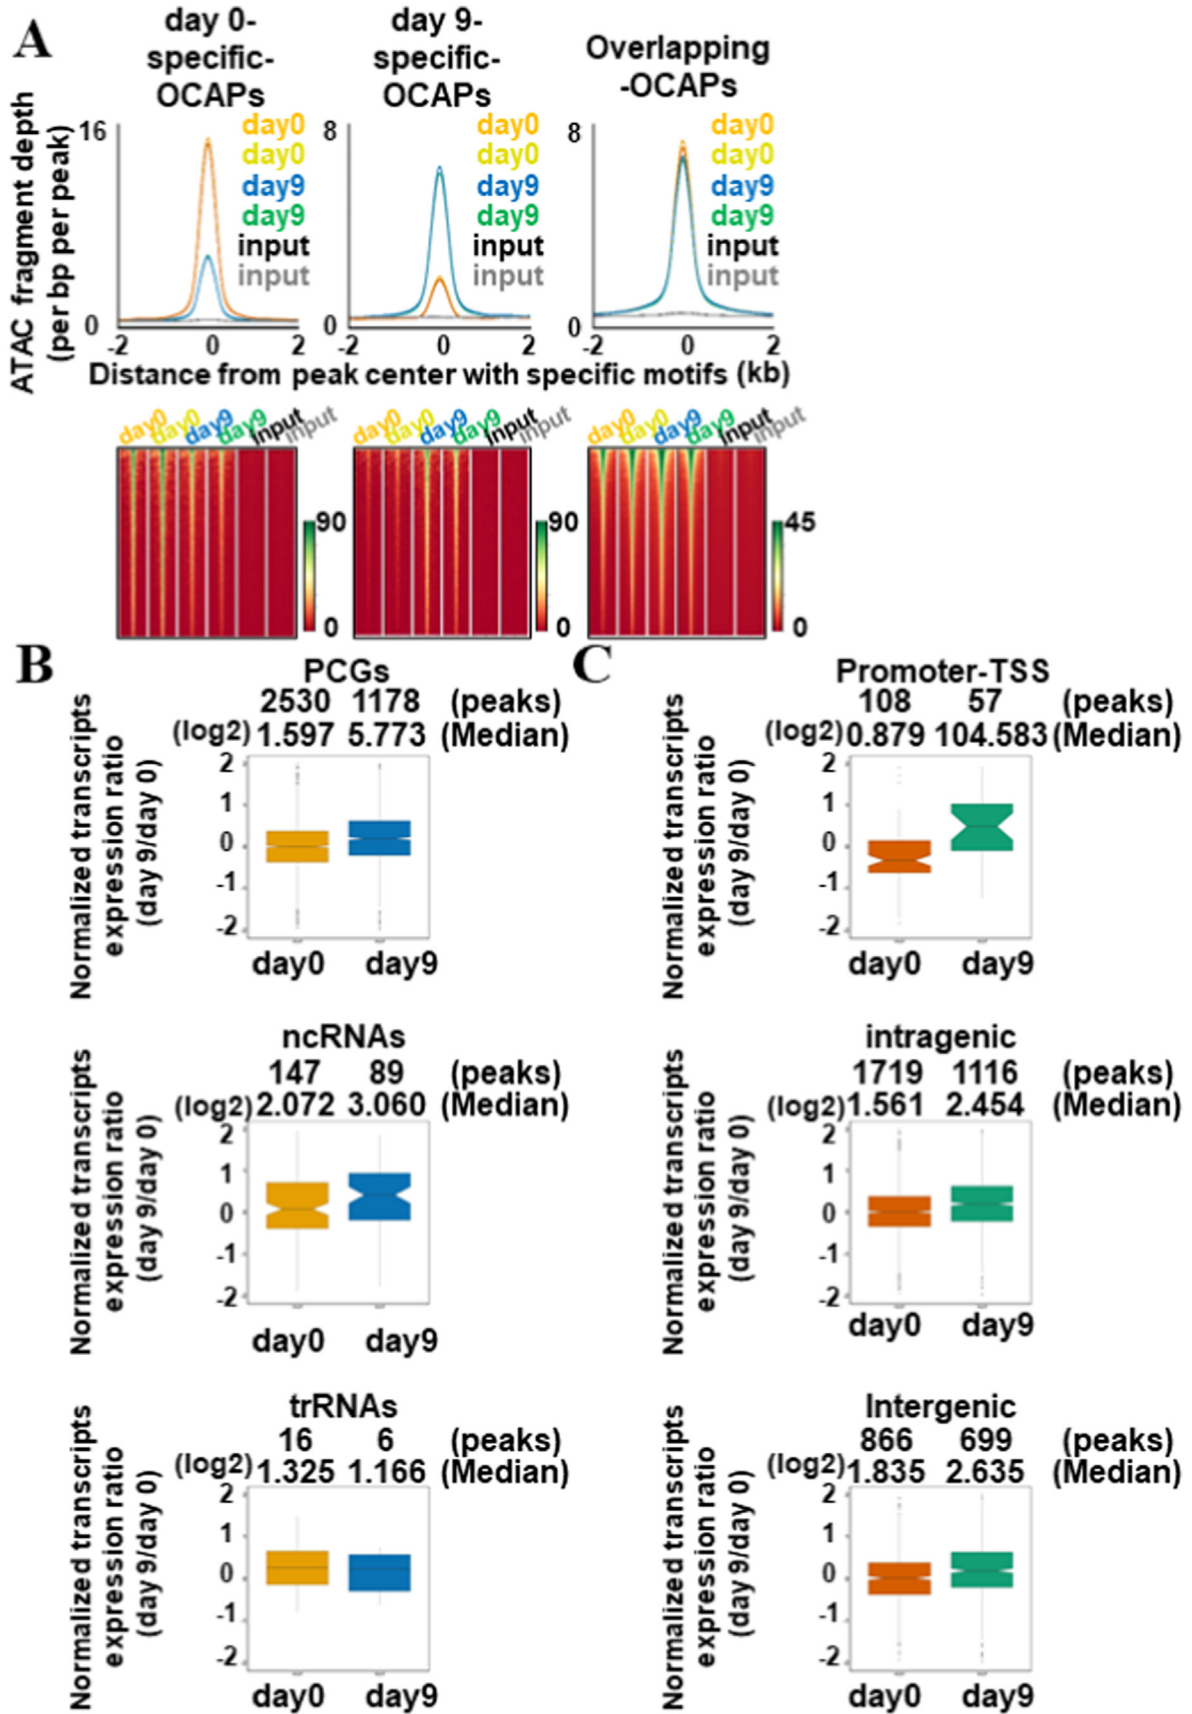 A
day 0-
specific-
OCAPs
day 9-
specific-
OCAPs
Overlapping
-OCAPs
ATAC fragment depth
(per bp per peak)
16
0
day0
day0
day9
day9
input
input
-2 0 2
8
0
day0
day0
day9
day9
input
input
-2 0 2
8
0
day0
day0
day9
day9
input
input
-2 0 2
Distance from peak center with specific motifs (kb)
day0 day0 day9 day9 input input
90
0
day0 day0 day9 day9 input input
90
0
day0 day0 day9 day9 input input
45
0
B
PCGs
2530 1178 (peaks)
(log2) 1.597 5.773 (Median)
Normalized transcripts
expression ratio
(day 9/day 0)
2
1
0
-1
-2
day0 day9
ncRNAs
147 89 (peaks)
(log2) 2.072 3.060 (Median)
Normalized transcripts
expression ratio
(day 9/day 0)
2
1
0
-1
-2
day0 day9
trRNAs
16 6 (peaks)
(log2) 1.325 1.166 (Median)
Normalized transcripts
expression ratio
(day 9/day 0)
2
1
0
-1
-2
day0 day9
C
Promoter-TSS
108 57 (peaks)
(log2) 0.879 104.583 (Median)
Normalized transcripts
expression ratio
(day 9/day 0)
2
1
0
-1
-2
day0 day9
intragenic
1719 1116 (peaks)
(log2) 1.561 2.454 (Median)
Normalized transcripts
expression ratio
(day 9/day 0)
2
1
0
-1
-2
day0 day9
Intergenic
866 699 (peaks)
(log2) 1.835 2.635 (Median)
Normalized transcripts
expression ratio
(day 9/day 0)
2
1
0
-1
-2
day0 day9